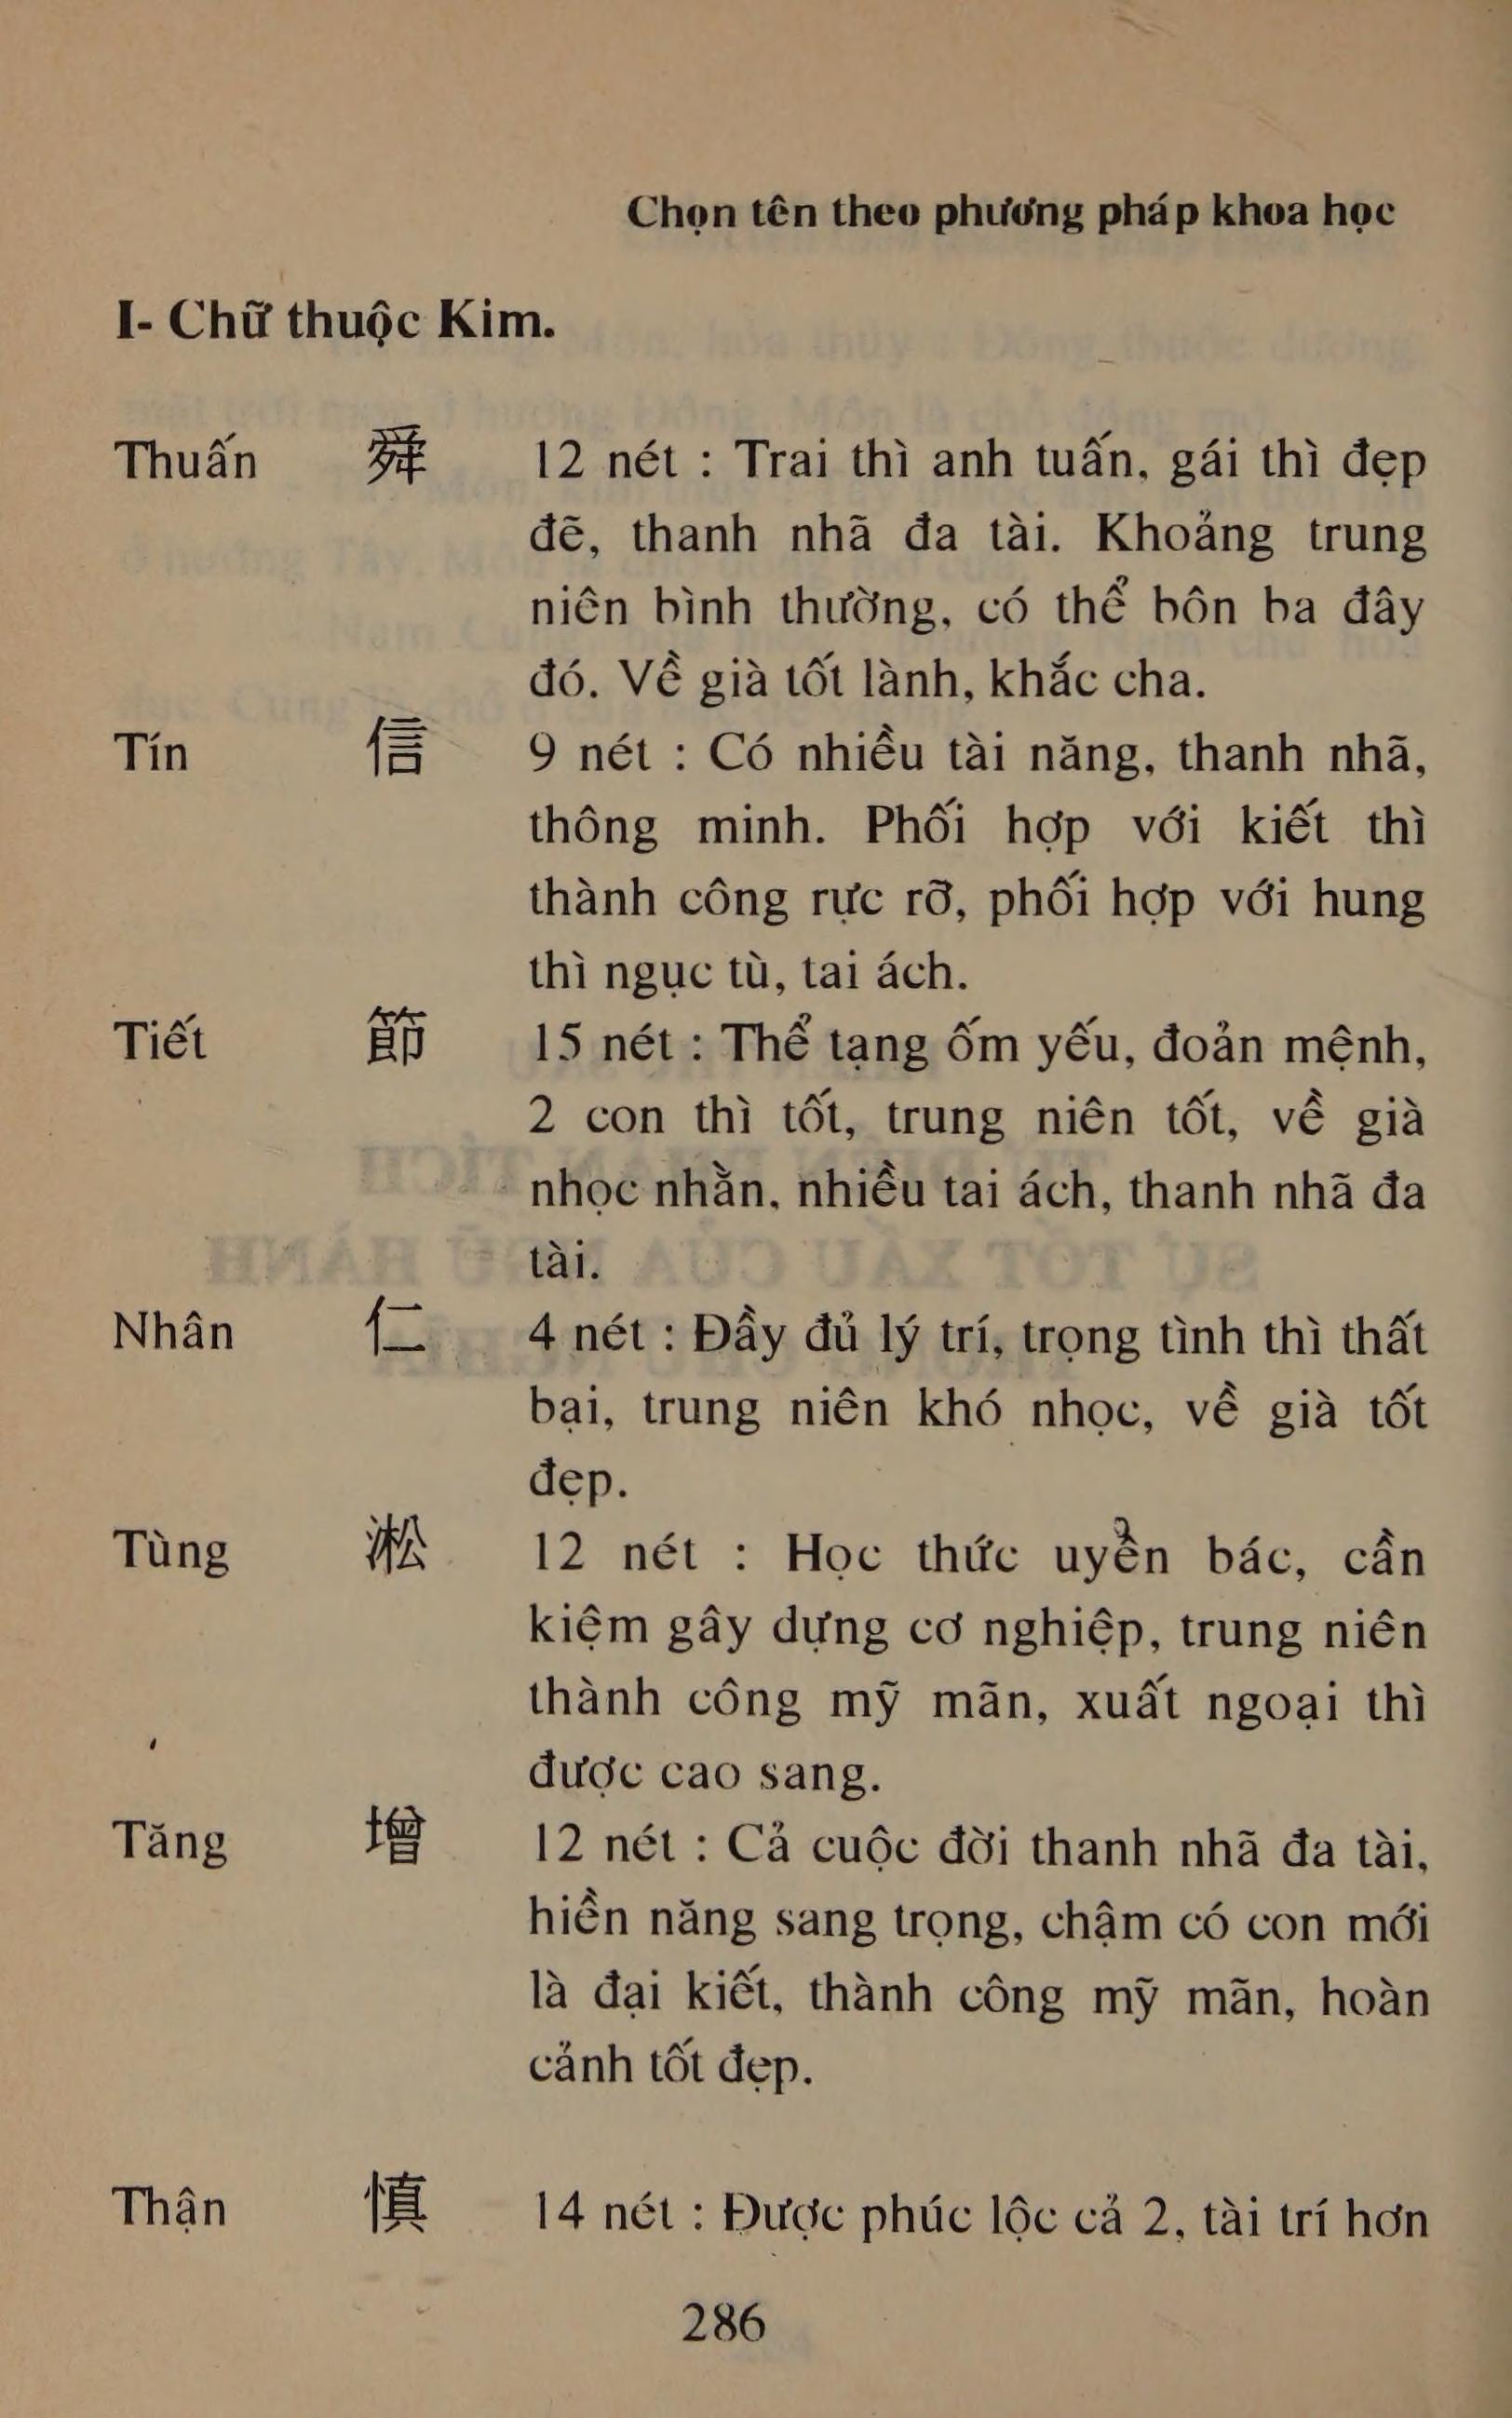 Chọn tên theo phương pháp khoa học
I- Chữ thuộc Kim.
Thuấn 舜 12 nét : Trai thì anh tuấn, gái thì đẹp
đẽ, thanh nhã đa tài. Khoảng trung
niên bình thường, có thể bôn ba đây
đó. Về già tốt lành, khắc cha.
Tín 信 9 nét : Có nhiều tài năng, thanh nhã,
thông minh. Phối hợp với kiết thì
thành công rực rỡ, phối hợp với hung
thì ngục tù, tai ách.
Tiết 節 15 nét : Thể tạng ốm yếu, đoản mệnh,
2 con thì tốt, trung niên tốt, về già
nhọc nhằn, nhiều tai ách, thanh nhã đa
tài.
Nhân 仁 4 nét : Đầy đủ lý trí, trọng tình thì thất
bại, trung niên khó nhọc, về già tốt
đẹp.
Tùng 淞 12 nét : Học thức uyển bác, cần
kiệm gây dựng cơ nghiệp, trung niên
thành công mỹ mãn, xuất ngoại thì
được cao sang.
Tăng 增 12 nét : Cả cuộc đời thanh nhã đa tài,
hiền năng sang trọng, chậm có con mới
là đại kiết, thành công mỹ mãn, hoàn
cảnh tốt đẹp.
Thận 慎 14 nét : Được phúc lộc cả 2, tài trí hơn
286